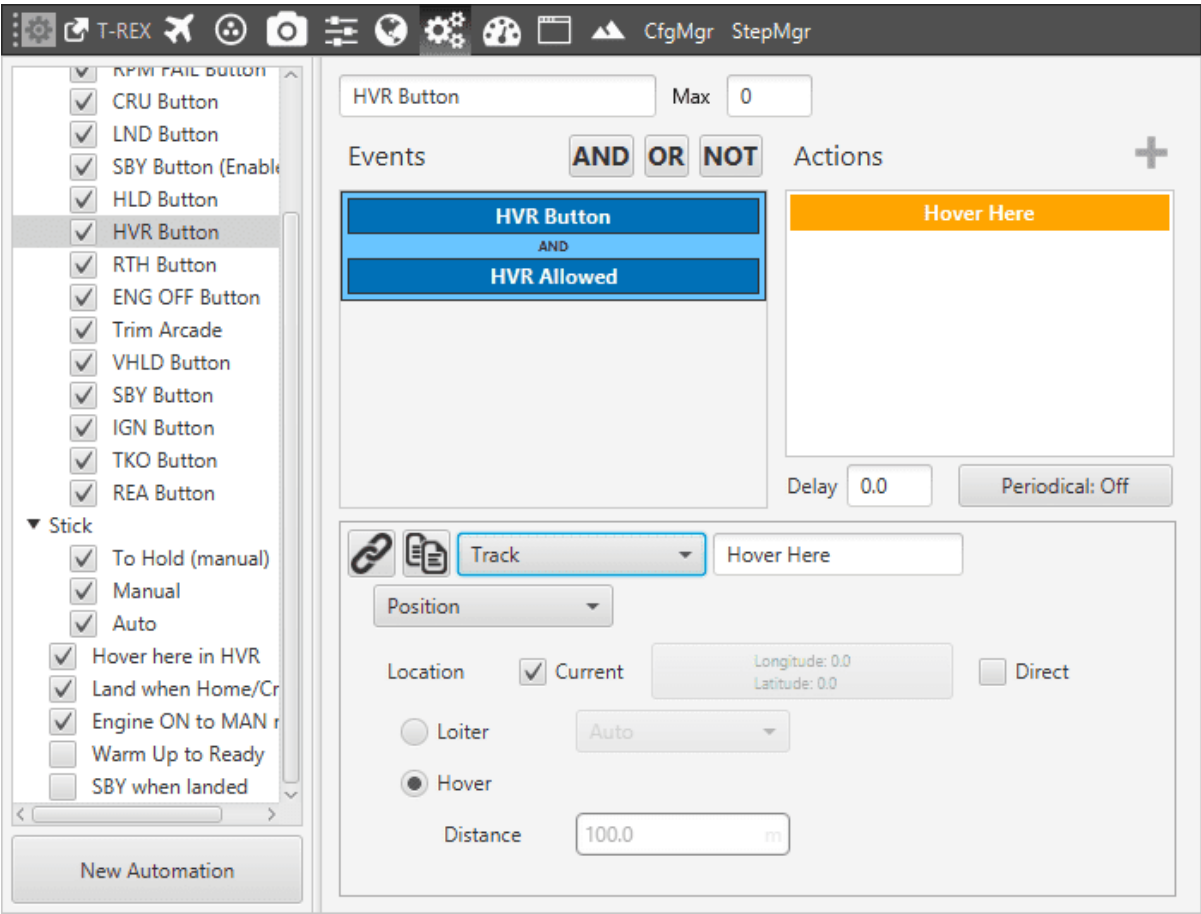 T-REX CfgMgr StepMgr
RPM FAIL Button
CRU Button
LND Button
SBY Button (Enable
HLD Button
HVR Button
RTH Button
ENG OFF Button
Trim Arcade
VHLD Button
SBY Button
IGN Button
TKO Button
REA Button
Stick
To Hold (manual)
Manual
Auto
Hover here in HVR
Land when Home/Cr
Engine ON to MAN r
Warm Up to Ready
SBY when landed
New Automation
HVR Button Max 0
Events AND OR NOT Actions
HVR Button
AND
HVR Allowed
Hover Here
Delay 0.0 Periodical: Off
Track Hover Here
Position
Location Current Longitude: 0.0
Latitude: 0.0 Direct
Loiter Auto
Hover
Distance 100.0 m